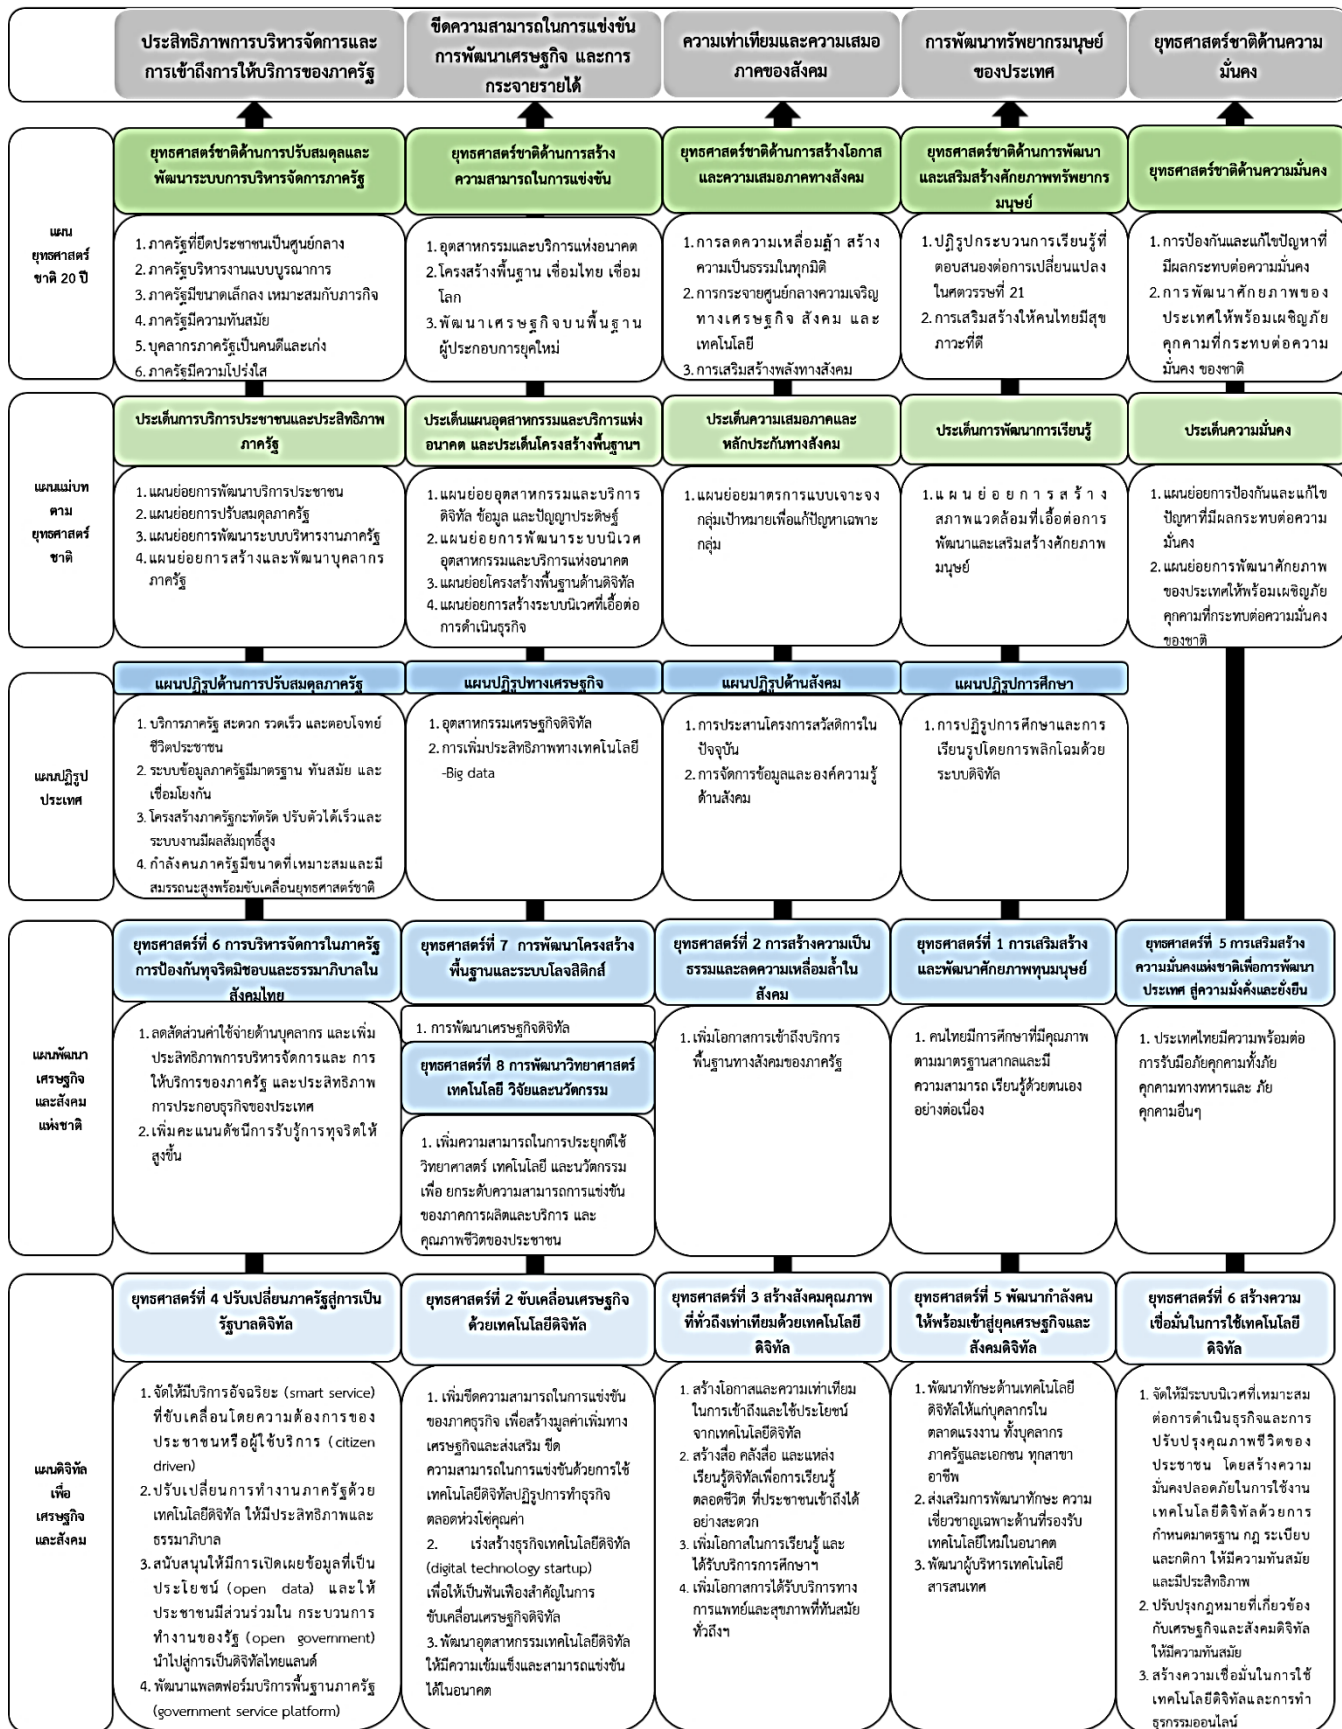 ประสิทธิภาพการบริหารจัดการและ
การเข้าถึงการให้บริการของภาครัฐ
ขีดความสามารถในการแข่งขัน
การพัฒนาเศรษฐกิจ และการ
กระจายรายได้
ความเท่าเทียมและความเสมอ
ภาคของสังคม
การพัฒนาทรัพยากรมนุษย์
ของประเทศ
ยุทธศาสตร์ชาติด้านความ
มั่นคง
แผน
ยุทธศาสตร์
ชาติ 20 ปี
ยุทธศาสตร์ชาติด้านการปรับสมดุลและ
พัฒนาระบบการบริหารจัดการภาครัฐ
1. ภาครัฐที่ยึดประชาชนเป็นศูนย์กลาง
2. ภาครัฐบริหารงานแบบบูรณาการ
3. ภาครัฐมีขนาดเล็กลง เหมาะสมกับภารกิจ
4. ภาครัฐมีความทันสมัย
5. บุคลากรภาครัฐเป็นคนดีและเก่ง
6. ภาครัฐมีความโปร่งใส
ยุทธศาสตร์ชาติด้านการสร้าง
ความสามารถในการแข่งขัน
1. อุตสาหกรรมและบริการแห่งอนาคต
2. โครงสร้างพื้นฐาน เชื่อมไทย เชื่อม
โลก
3. พัฒนาเศรษฐกิจบนพื้นฐาน
ผู้ประกอบการยุคใหม่
ยุทธศาสตร์ชาติด้านการสร้างโอกาส
และความเสมอภาคทางสังคม
1. การลดความเหลื่อมล้ำ สร้าง
ความเป็นธรรมในทุกมิติ
2. การกระจายศูนย์กลางความเจริญ
ทางเศรษฐกิจ สังคม และ
เทคโนโลยี
3. การเสริมสร้างพลังทางสังคม
ยุทธศาสตร์ชาติด้านการพัฒนา
และเสริมสร้างศักยภาพทรัพยากร
มนุษย์
1. ปฏิรูปกระบวนการเรียนรู้ที่
ตอบสนองต่อการเปลี่ยนแปลง
ในศตวรรษที่ 21
2. การเสริมสร้างให้คนไทยมีสุข
ภาวะที่ดี
ยุทธศาสตร์ชาติด้านความมั่นคง
1. การป้องกันและแก้ไขปัญหาที่
มีผลกระทบต่อความมั่นคง
2. การพัฒนาศักยภาพของ
ประเทศให้พร้อมเผชิญภัย
คุกคามที่กระทบต่อความ
มั่นคง ของชาติ
แผนแม่บท
ตาม
ยุทธศาสตร์
ชาติ
ประเด็นการบริการประชาชนและประสิทธิภาพ
ภาครัฐ
1. แผนย่อยการพัฒนาบริการประชาชน
2. แผนย่อยการปรับสมดุลภาครัฐ
3. แผนย่อยการพัฒนาระบบบริหารงานภาครัฐ
4. แผนย่อยการสร้างและพัฒนาบุคลากร
ภาครัฐ
ประเด็นแผนอุตสาหกรรมและบริการแห่ง
อนาคต และประเด็นโครงสร้างพื้นฐานฯ
1. แผนย่อยอุตสาหกรรมและบริการ
ดิจิทัล ข้อมูล และปัญญาประดิษฐ์
2. แผนย่อยการพัฒนาระบบนิเวศ
อุตสาหกรรมและบริการแห่งอนาคต
3. แผนย่อยโครงสร้างพื้นฐานด้านดิจิทัล
4. แผนย่อยการสร้างระบบนิเวศที่เอื้อต่อ
การดำเนินธุรกิจ
ประเด็นความเสมอภาคและ
หลักประกันทางสังคม
1. แผนย่อยมาตรการแบบเจาะจง
กลุ่มเป้าหมายเพื่อแก้ปัญหาเฉพาะ
กลุ่ม
ประเด็นการพัฒนาการเรียนรู้
1. แผนย่อยการสร้าง
สภาพแวดล้อมที่เอื้อต่อการ
พัฒนาและเสริมสร้างศักยภาพ
มนุษย์
ประเด็นความมั่นคง
1. แผนย่อยการป้องกันและแก้ไข
ปัญหาที่มีผลกระทบต่อความ
มั่นคง
2. แผนย่อยการพัฒนาศักยภาพ
ของประเทศให้พร้อมเผชิญภัย
คุกคามที่กระทบต่อความมั่นคง
ของชาติ
แผนปฏิรูป
ประเทศ
แผนปฏิรูปด้านการปรับสมดุลภาครัฐ
1. บริการภาครัฐ สะดวก รวดเร็ว และตอบโจทย์
ชีวิตประชาชน
2. ระบบข้อมูลภาครัฐมีมาตรฐาน ทันสมัย และ
เชื่อมโยงกัน
3. โครงสร้างภาครัฐกะทัดรัด ปรับตัวได้เร็วและ
ระบบงานมีผลสัมฤทธิ์สูง
4. กำลังคนภาครัฐมีขนาดที่เหมาะสมและมี
สมรรถนะสูงพร้อมขับเคลื่อนยุทธศาสตร์ชาติ
แผนปฏิรูปทางเศรษฐกิจ
1. อุตสาหกรรมเศรษฐกิจดิจิทัล
2. การเพิ่มประสิทธิภาพทางเทคโนโลยี
-Big data
แผนปฏิรูปด้านสังคม
1. การประสานโครงการสวัสดิการใน
ปัจจุบัน
2. การจัดการข้อมูลและองค์ความรู้
ด้านสังคม
แผนปฏิรูปการศึกษา
1. การปฏิรูปการศึกษาและการ
เรียนรูปโดยการพลิกโฉมด้วย
ระบบดิจิทัล
แผนพัฒนา
เศรษฐกิจ
และสังคม
แห่งชาติ
ยุทธศาสตร์ที่ 6 การบริหารจัดการในภาครัฐ
การป้องกันทุจริตมิชอบและธรรมาภิบาลใน
สังคมไทย
1. ลดสัดส่วนค่าใช้จ่ายด้านบุคลากร และเพิ่ม
ประสิทธิภาพการบริหารจัดการและ การ
ให้บริการของภาครัฐ และประสิทธิภาพ
การประกอบธุรกิจของประเทศ
2. เพิ่มคะแนนดัชนีการรับรู้การทุจริตให้
สูงขึ้น
ยุทธศาสตร์ที่ 7 การพัฒนาโครงสร้าง
พื้นฐานและระบบโลจิสติกส์
1. การพัฒนาเศรษฐกิจดิจิทัล
ยุทธศาสตร์ที่ 8 การพัฒนาวิทยาศาสตร์
เทคโนโลยี วิจัยและนวัตกรรม
1. เพิ่มความสามารถในการประยุกต์ใช้
วิทยาศาสตร์ เทคโนโลยี และนวัตกรรม
เพื่อ ยกระดับความสามารถการแข่งขัน
ของภาคการผลิตและบริการ และ
คุณภาพชีวิตของประชาชน
ยุทธศาสตร์ที่ 2 การสร้างความเป็น
ธรรมและลดความเหลื่อมล้ำใน
สังคม
1. เพิ่มโอกาสการเข้าถึงบริการ
พื้นฐานทางสังคมของภาครัฐ
ยุทธศาสตร์ที่ 1 การเสริมสร้าง
และพัฒนาศักยภาพทุนมนุษย์
1. คนไทยมีการศึกษาที่มีคุณภาพ
ตามมาตรฐานสากลและมี
ความสามารถ เรียนรู้ด้วยตนเอง
อย่างต่อเนื่อง
ยุทธศาสตร์ที่ 5 การเสริมสร้าง
ความมั่นคงแห่งชาติเพื่อการพัฒนา
ประเทศ สู่ความมั่งคั่งและยั่งยืน
1. ประเทศไทยมีความพร้อมต่อ
การรับมือภัยคุกคามทั้งภัย
คุกคามทางทหารและ ภัย
คุกคามอื่นๆ
แผนดิจิทัล
เพื่อ
เศรษฐกิจ
และสังคม
ยุทธศาสตร์ที่ 4 ปรับเปลี่ยนภาครัฐสู่การเป็น
รัฐบาลดิจิทัล
1. จัดให้มีบริการอัจฉริยะ (smart service)
ที่ขับเคลื่อนโดยความต้องการของ
ประชาชนหรือผู้ใช้บริการ (citizen
driven)
2. ปรับเปลี่ยนการทำงานภาครัฐด้วย
เทคโนโลยีดิจิทัล ให้มีประสิทธิภาพและ
ธรรมาภิบาล
3. สนับสนุนให้มีการเปิดเผยข้อมูลที่เป็น
ประโยชน์ (open data) และให้
ประชาชนมีส่วนร่วมใน กระบวนการ
ทำงานของรัฐ (open government)
นำไปสู่การเป็นดิจิทัลไทยแลนด์
4. พัฒนาแพลตฟอร์มบริการพื้นฐานภาครัฐ
(government service platform)
ยุทธศาสตร์ที่ 2 ขับเคลื่อนเศรษฐกิจ
ด้วยเทคโนโลยีดิจิทัล
1. เพิ่มขีดความสามารถในการแข่งขัน
ของภาคธุรกิจ เพื่อสร้างมูลค่าเพิ่มทาง
เศรษฐกิจและส่งเสริม ขีด
ความสามารถในการแข่งขันด้วยการใช้
เทคโนโลยีดิจิทัลปฏิรูปการทำธุรกิจ
ตลอดห่วงโซ่คุณค่า
2. เร่งสร้างธุรกิจเทคโนโลยีดิจิทัล
(digital technology startup)
เพื่อให้เป็นฟันเฟืองสำคัญในการ
ขับเคลื่อนเศรษฐกิจดิจิทัล
3. พัฒนาอุตสาหกรรมเทคโนโลยีดิจิทัล
ให้มีความเข้มแข็งและสามารถแข่งขัน
ได้ในอนาคต
ยุทธศาสตร์ที่ 3 สร้างสังคมคุณภาพ
ที่ทั่วถึงเท่าเทียมด้วยเทคโนโลยี
ดิจิทัล
1. สร้างโอกาสและความเท่าเทียม
ในการเข้าถึงและใช้ประโยชน์
จากเทคโนโลยีดิจิทัล
2. สร้างสื่อ คลังสื่อ และแหล่ง
เรียนรู้ดิจิทัลเพื่อการเรียนรู้
ตลอดชีวิต ที่ประชาชนเข้าถึงได้
อย่างสะดวก
3. เพิ่มโอกาสในการเรียนรู้ และ
ได้รับบริการการศึกษาฯ
4. เพิ่มโอกาสการได้รับบริการทาง
การแพทย์และสุขภาพที่ทันสมัย
ทั่วถึงฯ
ยุทธศาสตร์ที่ 5 พัฒนากำลังคน
ให้พร้อมเข้าสู่ยุคเศรษฐกิจและ
สังคมดิจิทัล
1. พัฒนาทักษะด้านเทคโนโลยี
ดิจิทัลให้แก่บุคลากรใน
ตลาดแรงงาน ทั้งบุคลากร
ภาครัฐและเอกชน ทุกสาขา
อาชีพ
2. ส่งเสริมการพัฒนาทักษะ ความ
เชี่ยวชาญเฉพาะด้านที่รองรับ
เทคโนโลยีใหม่ในอนาคต
3. พัฒนาผู้บริหารเทคโนโลยี
สารสนเทศ
ยุทธศาสตร์ที่ 6 สร้างความ
เชื่อมั่นในการใช้เทคโนโลยี
ดิจิทัล
1. จัดให้มีระบบนิเวศที่เหมาะสม
ต่อการดำเนินธุรกิจและการ
ปรับปรุงคุณภาพชีวิตของ
ประชาชน โดยสร้างความ
มั่นคงปลอดภัยในการใช้งาน
เทคโนโลยีดิจิทัลด้วยการ
กำหนดมาตรฐาน กฎ ระเบียบ
และกติกา ให้มีความทันสมัย
และมีประสิทธิภาพ
2. ปรับปรุงกฎหมายที่เกี่ยวข้อง
กับเศรษฐกิจและสังคมดิจิทัล
ให้มีความทันสมัย
3. สร้างความเชื่อมั่นในการใช้
เทคโนโลยีดิจิทัลและการทำ
ธุรกรรมออนไลน์